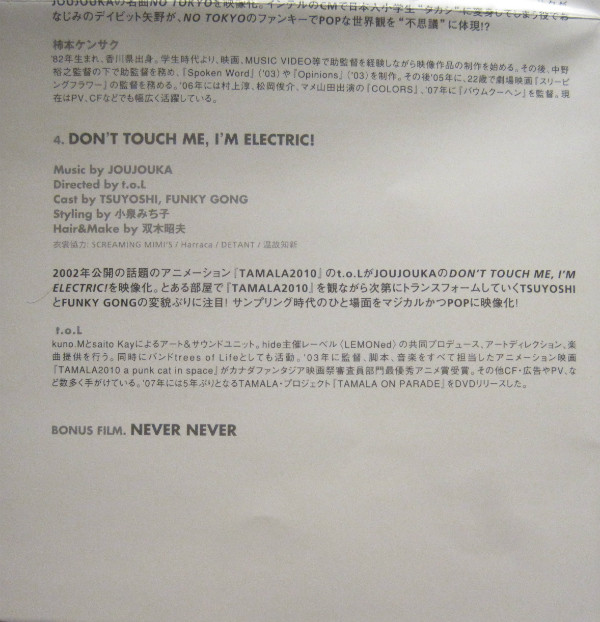 JOUJOUKAの名曲NO TOKYOを映像化。インテルのCMで日本人小学生“タカシ”に変身してしまう役でお
なじみのデイビット矢野が、NO TOKYOのファンキーでPOPな世界観を“不思議”に体現!?
柿本ケンサク
'82年生まれ、香川県出身。学生時代より、映画、MUSIC VIDEO等で助監督を経験しながら映像作品の制作を始める。その後、中野
裕之監督の下で助監督を務め、『Spoken Word』('03)や『Opinions』('03)を制作。その後'05年に、22歳で劇場映画『スリーピ
ングフラワー』の監督を務める。'06年には村上淳、松岡俊介、マメ山田出演の『COLORS』、'07年に『バウムクーヘン』を監督。現
在はPV、CFなどでも幅広く活躍している。
4. DON'T TOUCH ME, I'M ELECTRIC!
Music by JOUJOUKA
Directed by t.o.L
Cast by TSUYOSHI, FUNKY GONG
Styling by 小泉みち子
Hair&Make by 双木昭夫
衣装協力: SCREAMING MIMI'S / Harraca / DETANT / 温故知新
2002年公開の話題のアニメーション『TAMALA2010』のt.o.LがJOUJOUKAのDON'T TOUCH ME, I'M
ELECTRIC!を映像化。とある部屋で『TAMALA2010』を観ながら次第にトランスフォームしていくTSUYOSHI
とFUNKY GONGの変貌ぶりに注目! サンプリング時代のひと場面をマジカルかつPOPに映像化!
t.o.L
kuno.Mとsaito Kayによるアート&サウンドユニット。hide主催レーベル〈LEMONed〉の共同プロデュース、アートディレクション、楽
曲提供を行う。同時にバンドtrees of Lifeとしても活動。'03年に監督、脚本、音楽をすべて担当したアニメーション映画
『TAMALA2010 a punk cat in space』がカナダファンタジア映画祭審査員部門最優秀アニメ賞受賞。その他CF・広告やPV、な
ど数多く手がけている。'07年には5年ぶりとなるTAMALA・プロジェクト『TAMALA ON PARADE』をDVDリリースした。
BONUS FILM. NEVER NEVER